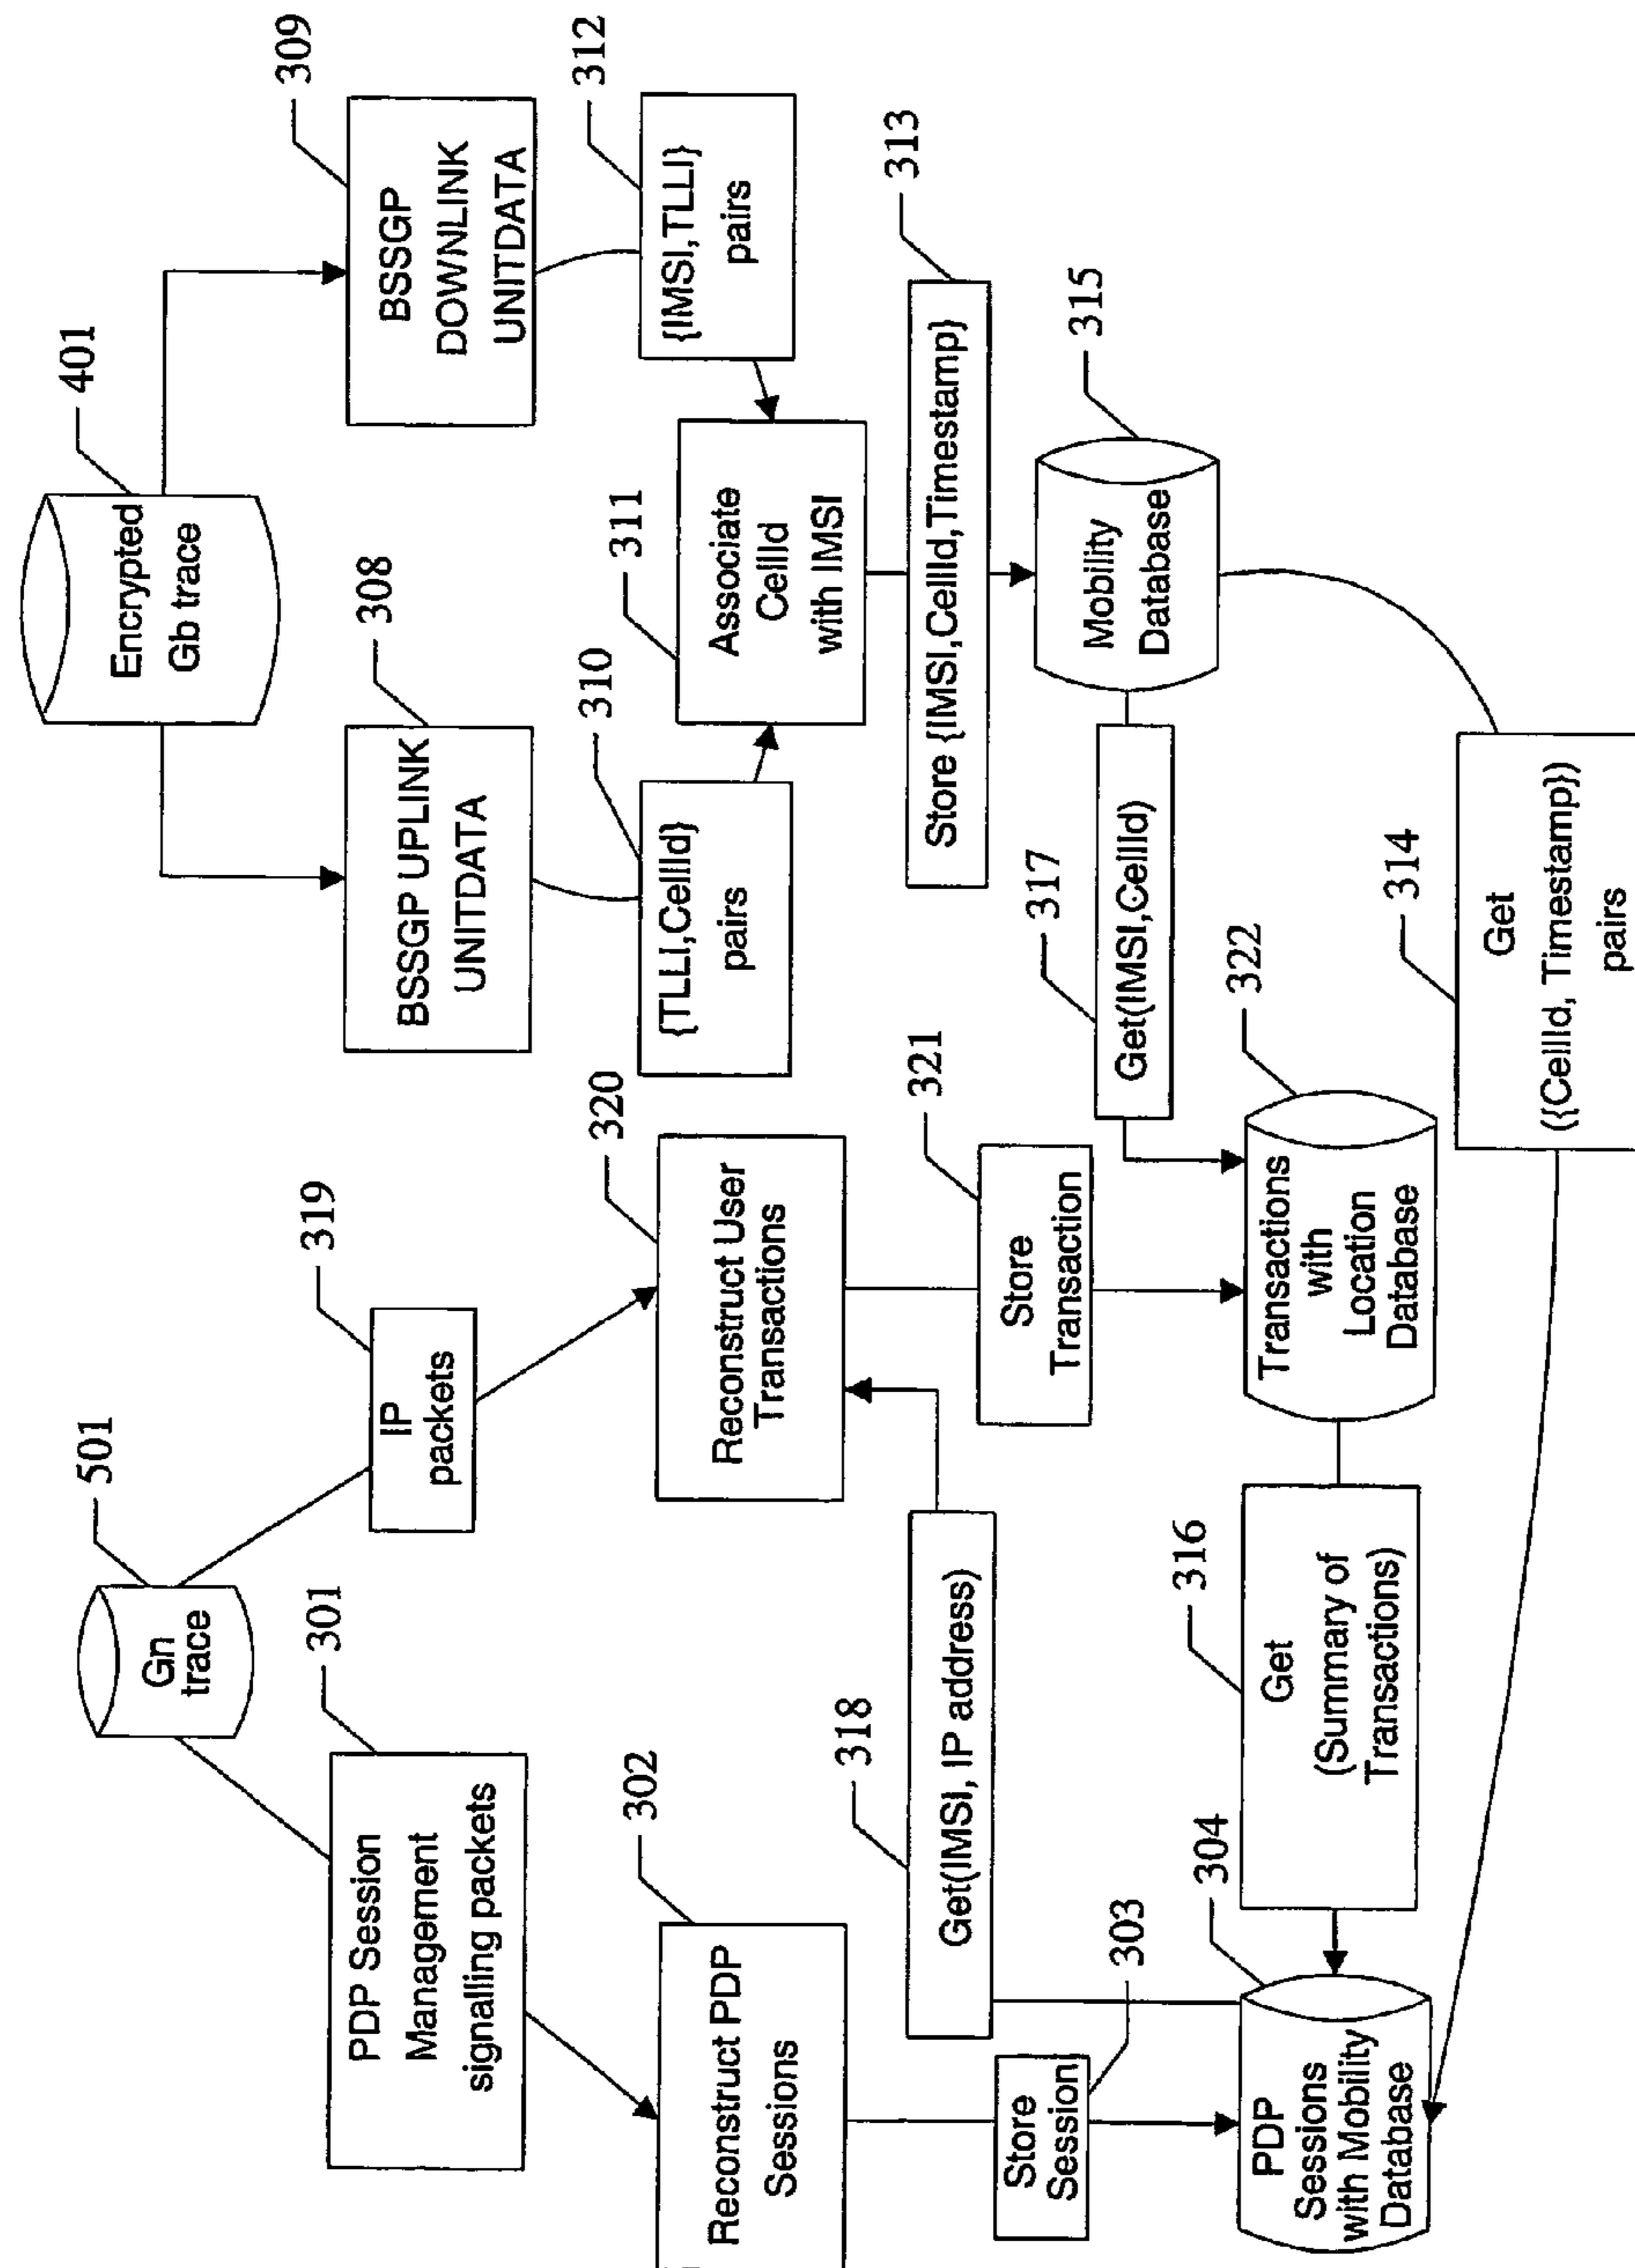 Gn
trace
501
PDP Session
Management
signalling packets
301
IP
packets
319
Reconstruct PDP
Sessions
302
Reconstruct User
Transactions
320
Store
Session
303
Get(IMSI, IP address)
318
Store
Transaction
321
PDP
Sessions
with Mobility
Database
304
Get
(Summary of
Transactions)
316
Transactions
with
Location
Database
322
Encrypted
Gb trace
401
BSSGP UPLINK
UNITDATA
308
BSSGP
DOWNLINK
UNITDATA
309
{TLLI,CellId}
pairs
310
{IMSI,TLLI}
pairs
312
Associate
CellId
with IMSI
311
Store {IMSI,CellId,Timestamp}
313
Mobility
Database
315
Get(IMSI,CellId)
317
Get
({CellId, Timestamp})
pairs
314